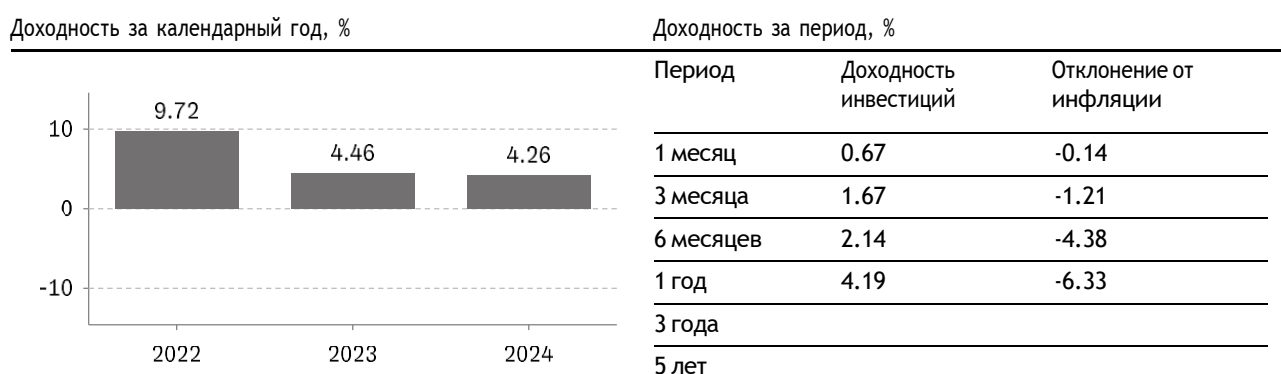 Доходность за календарный год, %
10
0
-10
9.72
4.46
4.26
2022 2023 2024
Доходность за период, %
Период Доходность инвестиций Отклонение от инфляции
1 месяц 0.67 -0.14
3 месяца 1.67 -1.21
6 месяцев 2.14 -4.38
1 год 4.19 -6.33
3 года
5 лет